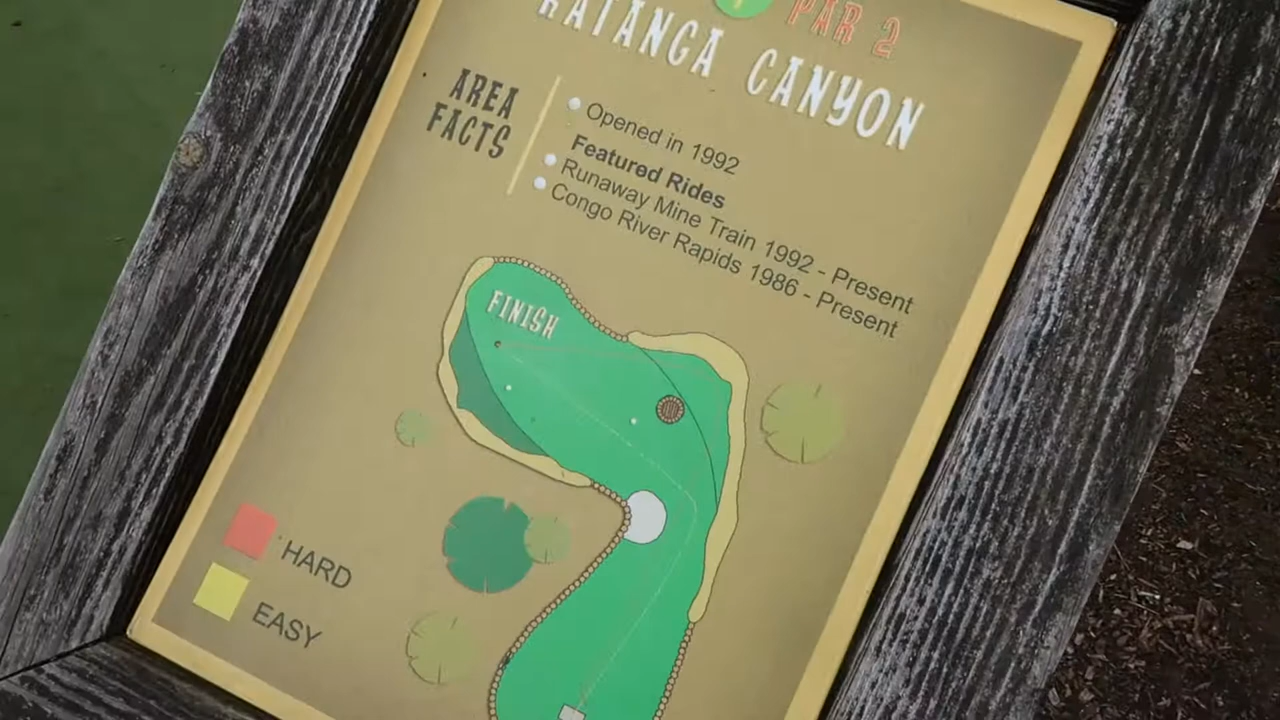 PAR 2
KATANGA CANYON
AREA
FACTS
Opened in 1992
Featured Rides
Runaway Mine Train 1992 - Present
Congo River Rapids 1986 - Present
FINISH
HARD
EASY